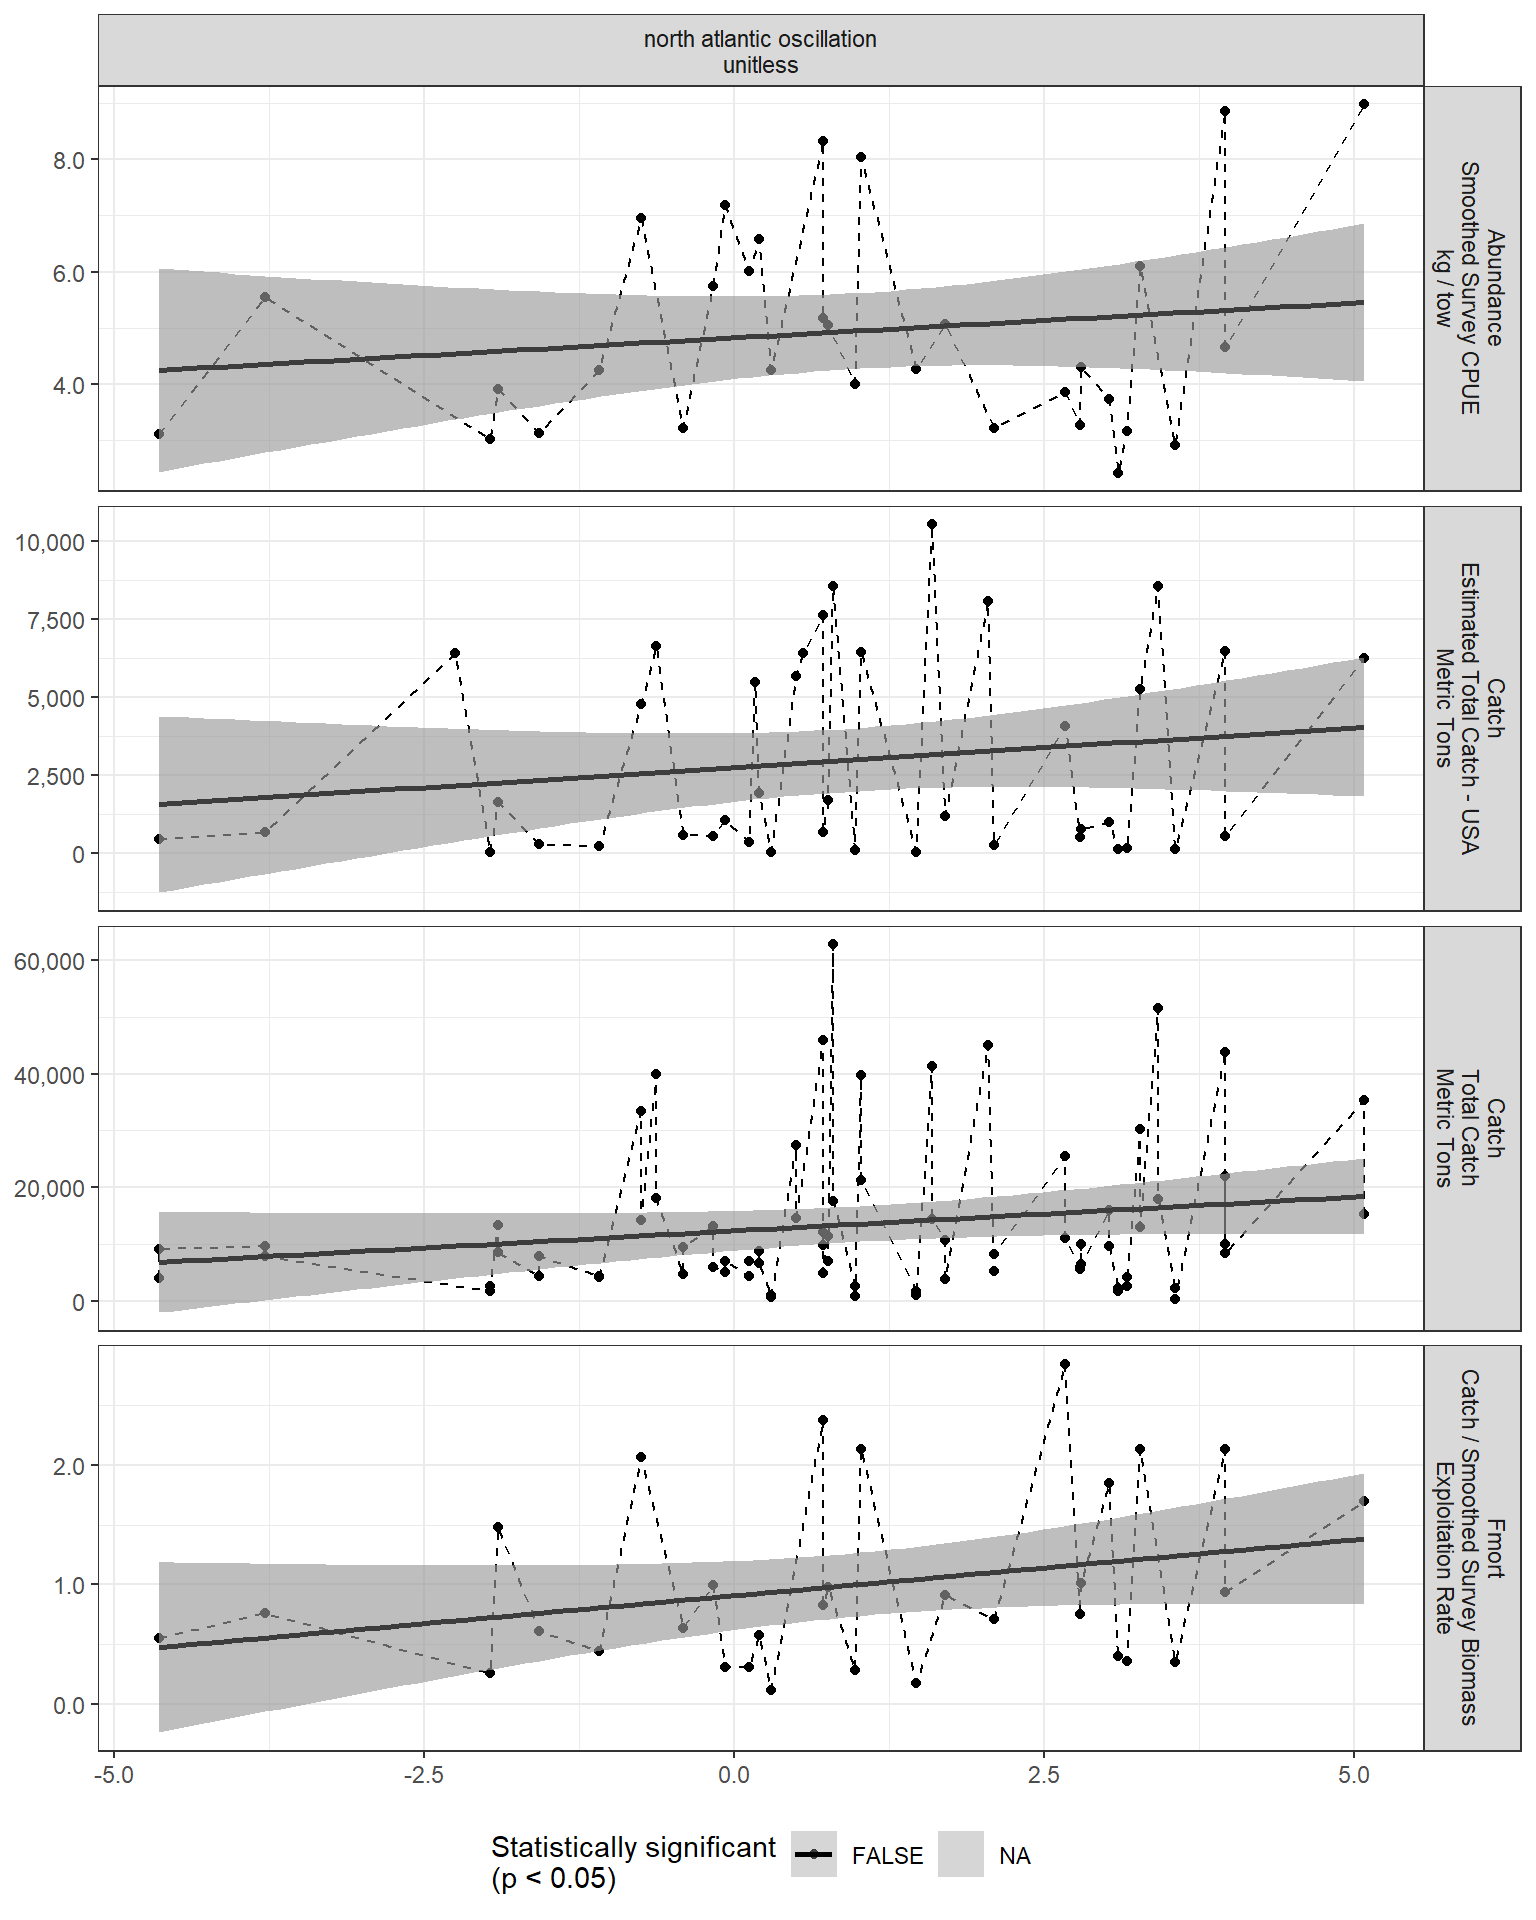 north atlantic oscillation
unitless
8.0
6.0
4.0
Abundance
Smoothed Survey CPUE
kg / tow
10,000
7,500
5,000
2,500
0
Catch
Estimated Total Catch - USA
Metric Tons
60,000
40,000
20,000
0
Catch
Total Catch
Metric Tons
2.0
1.0
0.0
Fmort
Catch / Smoothed Survey Biomass
Exploitation Rate
-5.0
-2.5
0.0
2.5
5.0
Statistically significant
(p < 0.05)
FALSE
NA